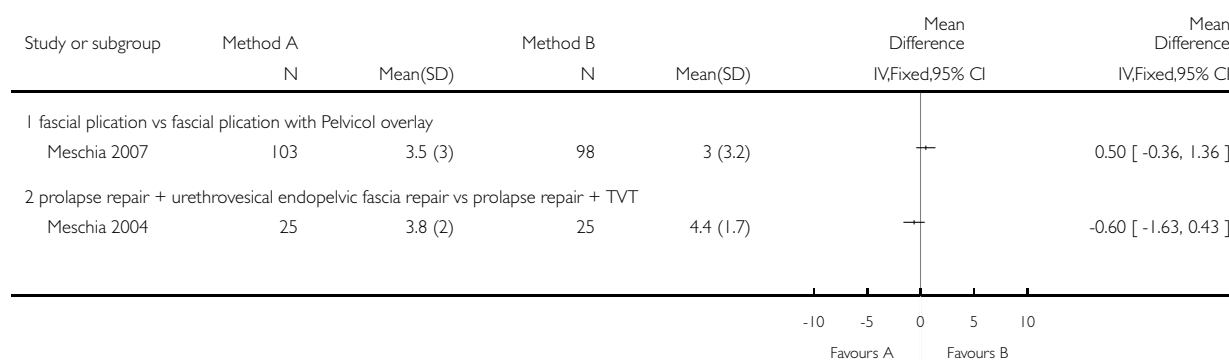 Mean Mean
Study or subgroup Method A Method B Difference Difference
N Mean(SD) N Mean(SD) IV,Fixed,95% CI IV,Fixed,95% CI
1 fascial plication vs fascial plication with Pelvicol overlay
Meschia 2007 103 3.5 (3) 98 3 (3.2) 0.50 [ -0.36, 1.36 ]
2 prolapse repair + urethrovesical endopelvic fascia repair vs prolapse repair + TVT
Meschia 2004 25 3.8 (2) 25 4.4 (1.7) -0.60 [ -1.63, 0.43 ]
-10 -5 0 5 10
Favours A Favours B